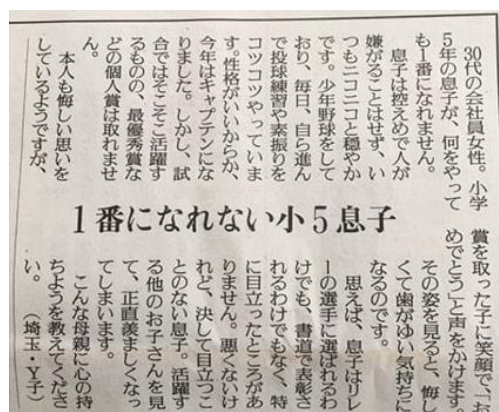 1番になれない小5息子
30代の会社員女性。小学
5年の息子が、何をやって
も1番になれません。
息子は控えめで人が
嫌がることはせず、い
つもニコニコと穏やか
です。少年野球をして
おり、毎日、自ら進ん
で投球練習や素振りを
コツコツやっていま
す。性格がいいからか、
今年はキャプテンにな
りました。しかし、試
合ではそこそこ活躍す
るものの、最優秀賞な
どの個人賞は取れませ
ん。
本人も悔しい思いを
しているようですが、
賞を取った子に笑顔で、「お
めでとう」と声をかけます。
その姿を見ると、悔し
くて歯がゆい気持ちに
なるのです。
思えば、息子はリレ
ーの選手に選ばれるわ
けでも、書道で表彰さ
れるわけでもなく、特
に目立ったところがあ
りません。悪くないけ
れど、決して目立つこ
とのない息子。活躍す
る他のお子さんを見
て、正直羨ましくなっ
てしまいます。
こんな母親に心の持
ちようを教えてくださ
い。（埼玉・Y子）